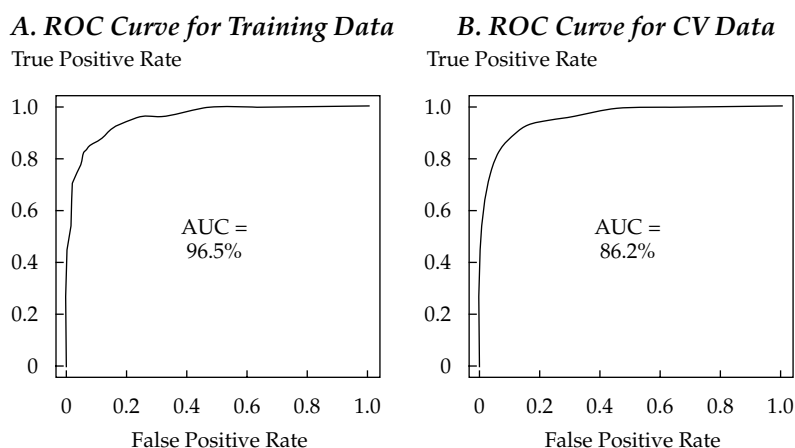 A. ROC Curve for Training Data
True Positive Rate
1.0
0.8
0.6
0.4
0.2
0
AUC =
96.5%
0 0.2 0.4 0.6 0.8 1.0
False Positive Rate
B. ROC Curve for CV Data
True Positive Rate
1.0
0.8
0.6
0.4
0.2
0
AUC =
86.2%
0 0.2 0.4 0.6 0.8 1.0
False Positive Rate